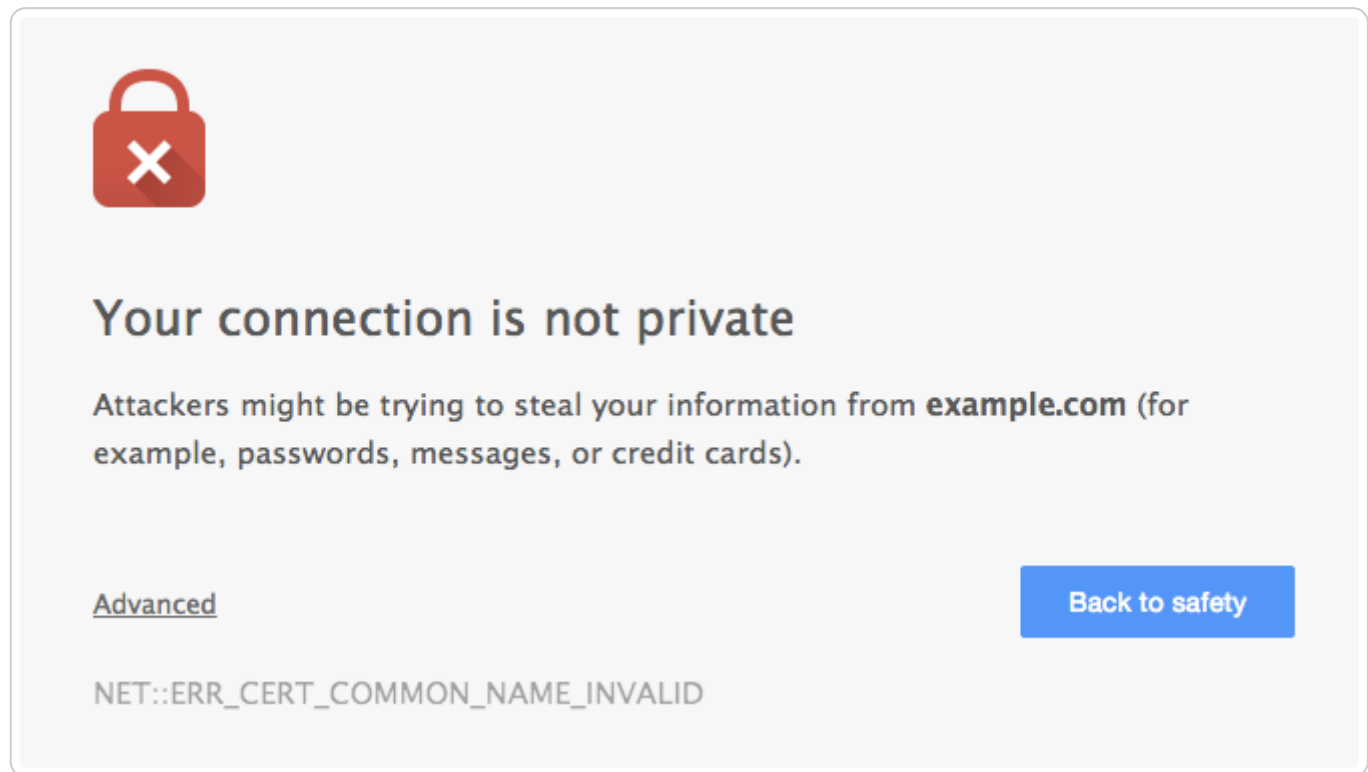 Your connection is not private
Attackers might be trying to steal your information from example.com (for
example, passwords, messages, or credit cards).
Advanced
Back to safety
NET::ERR_CERT_COMMON_NAME_INVALID